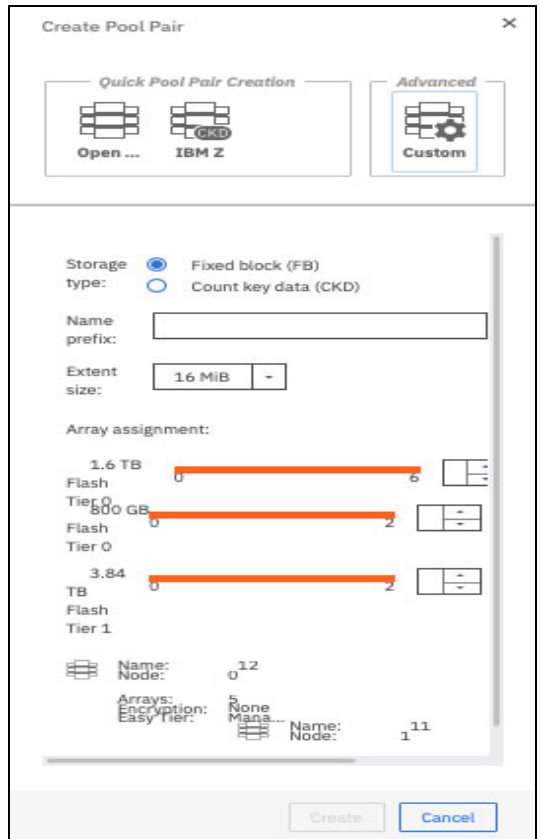 Create Pool Pair ×
Quick Pool Pair Creation
Advanced
CKD
Open ... IBM Z
Custom
Storage type:
Fixed block (FB)
Count key data (CKD)
Name prefix:
Extent size:
16 MiB
Array assignment:
1.6 TB
Flash
Tier 0
0 6
800 GB
Flash
Tier 0
0 2
3.84
TB
Flash
Tier 1
0 2
Name: 12
Node: 0
Arrays: 5
Encryption: None
Easy Tier: Mana...
Name: 11
Node: 1
Create Cancel